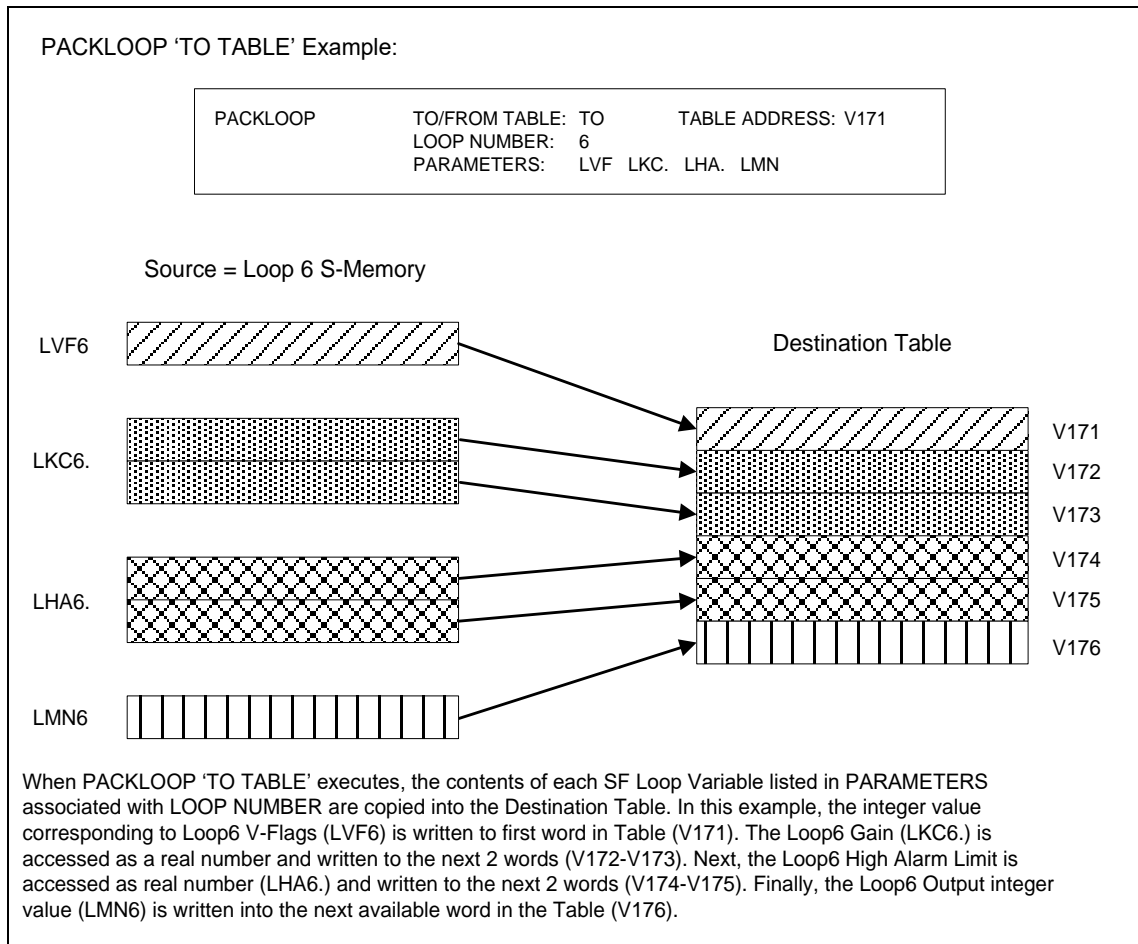 PACKLOOP ‘TO TABLE’ Example:
PACKLOOP TO/FROM TABLE: TO TABLE ADDRESS: V171
LOOP NUMBER: 6
PARAMETERS: LVF LKC. LHA. LMN
Source = Loop 6 S-Memory
LVF6
Destination Table
V171
LKC6.
V172
V173
V174
LHA6.
V175
V176
LMN6
When PACKLOOP ‘TO TABLE’ executes, the contents of each SF Loop Variable listed in PARAMETERS
associated with LOOP NUMBER are copied into the Destination Table. In this example, the integer value
corresponding to Loop6 V-Flags (LVF6) is written to first word in Table (V171). The Loop6 Gain (LKC6.) is
accessed as a real number and written to the next 2 words (V172-V173). Next, the Loop6 High Alarm Limit is
accessed as real number (LHA6.) and written to the next 2 words (V174-V175). Finally, the Loop6 Output integer
value (LMN6) is written into the next available word in the Table (V176).